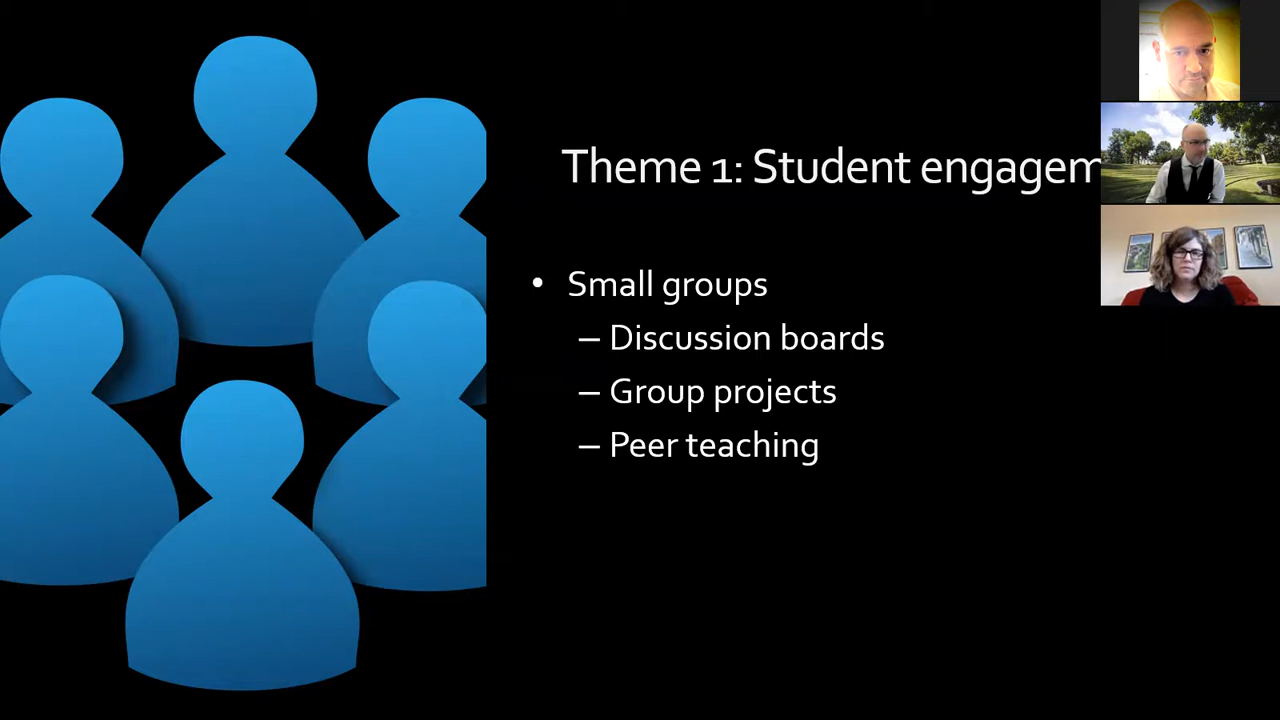 Theme 1: Student engagem
• Small groups
– Discussion boards
– Group projects
– Peer teaching